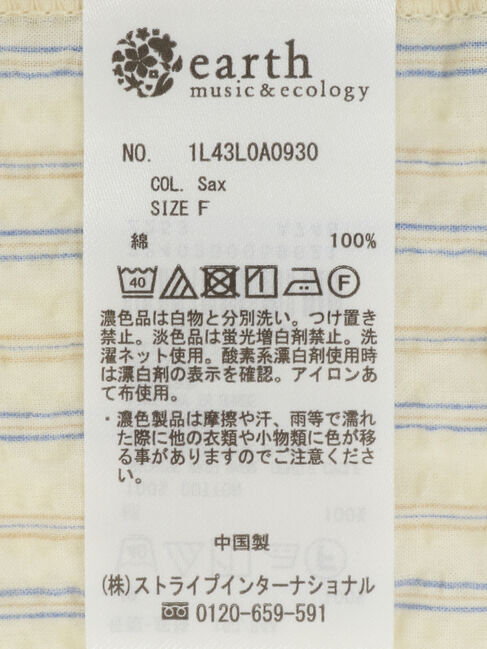 earth
music&ecology
NO. 1L43L0A0930
COL. Sax
SIZE F
綿 100%
40 F
濃色品は白物と分別洗い。つけ置き
禁止。淡色品は蛍光増白剤禁止。洗
濯ネット使用。酸素系漂白剤使用時
は漂白剤の表示を確認。アイロンあ
て布使用。
・濃色製品は摩擦や汗、雨等で濡れ
た際に他の衣類や小物類に色が移
る事がありますのでご注意くださ
い。
中国製
(株)ストライプインターナショナル
0120-659-591